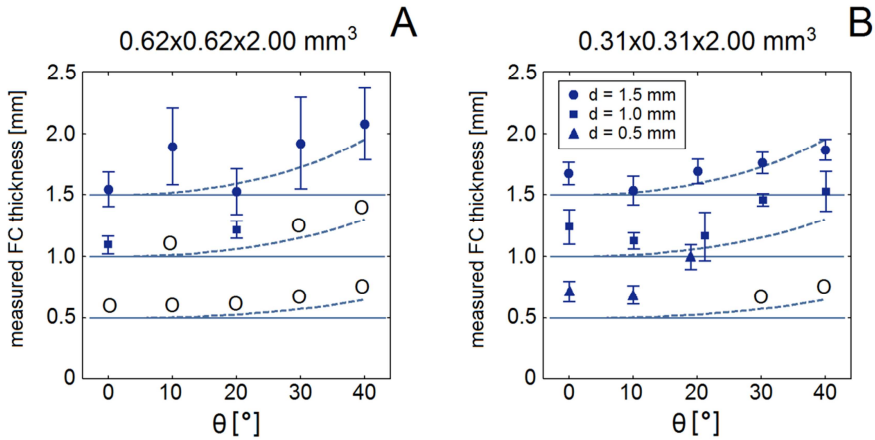 A
0.62x0.62x2.00 mm³
measured FC thickness [mm]
2.5
2.0
1.5
1.0
0.5
0
0 10 20 30 40
θ [°]
B
0.31x0.31x2.00 mm³
measured FC thickness [mm]
2.5
2.0
1.5
1.0
0.5
0
d = 1.5 mm
d = 1.0 mm
d = 0.5 mm
0 10 20 30 40
θ [°]